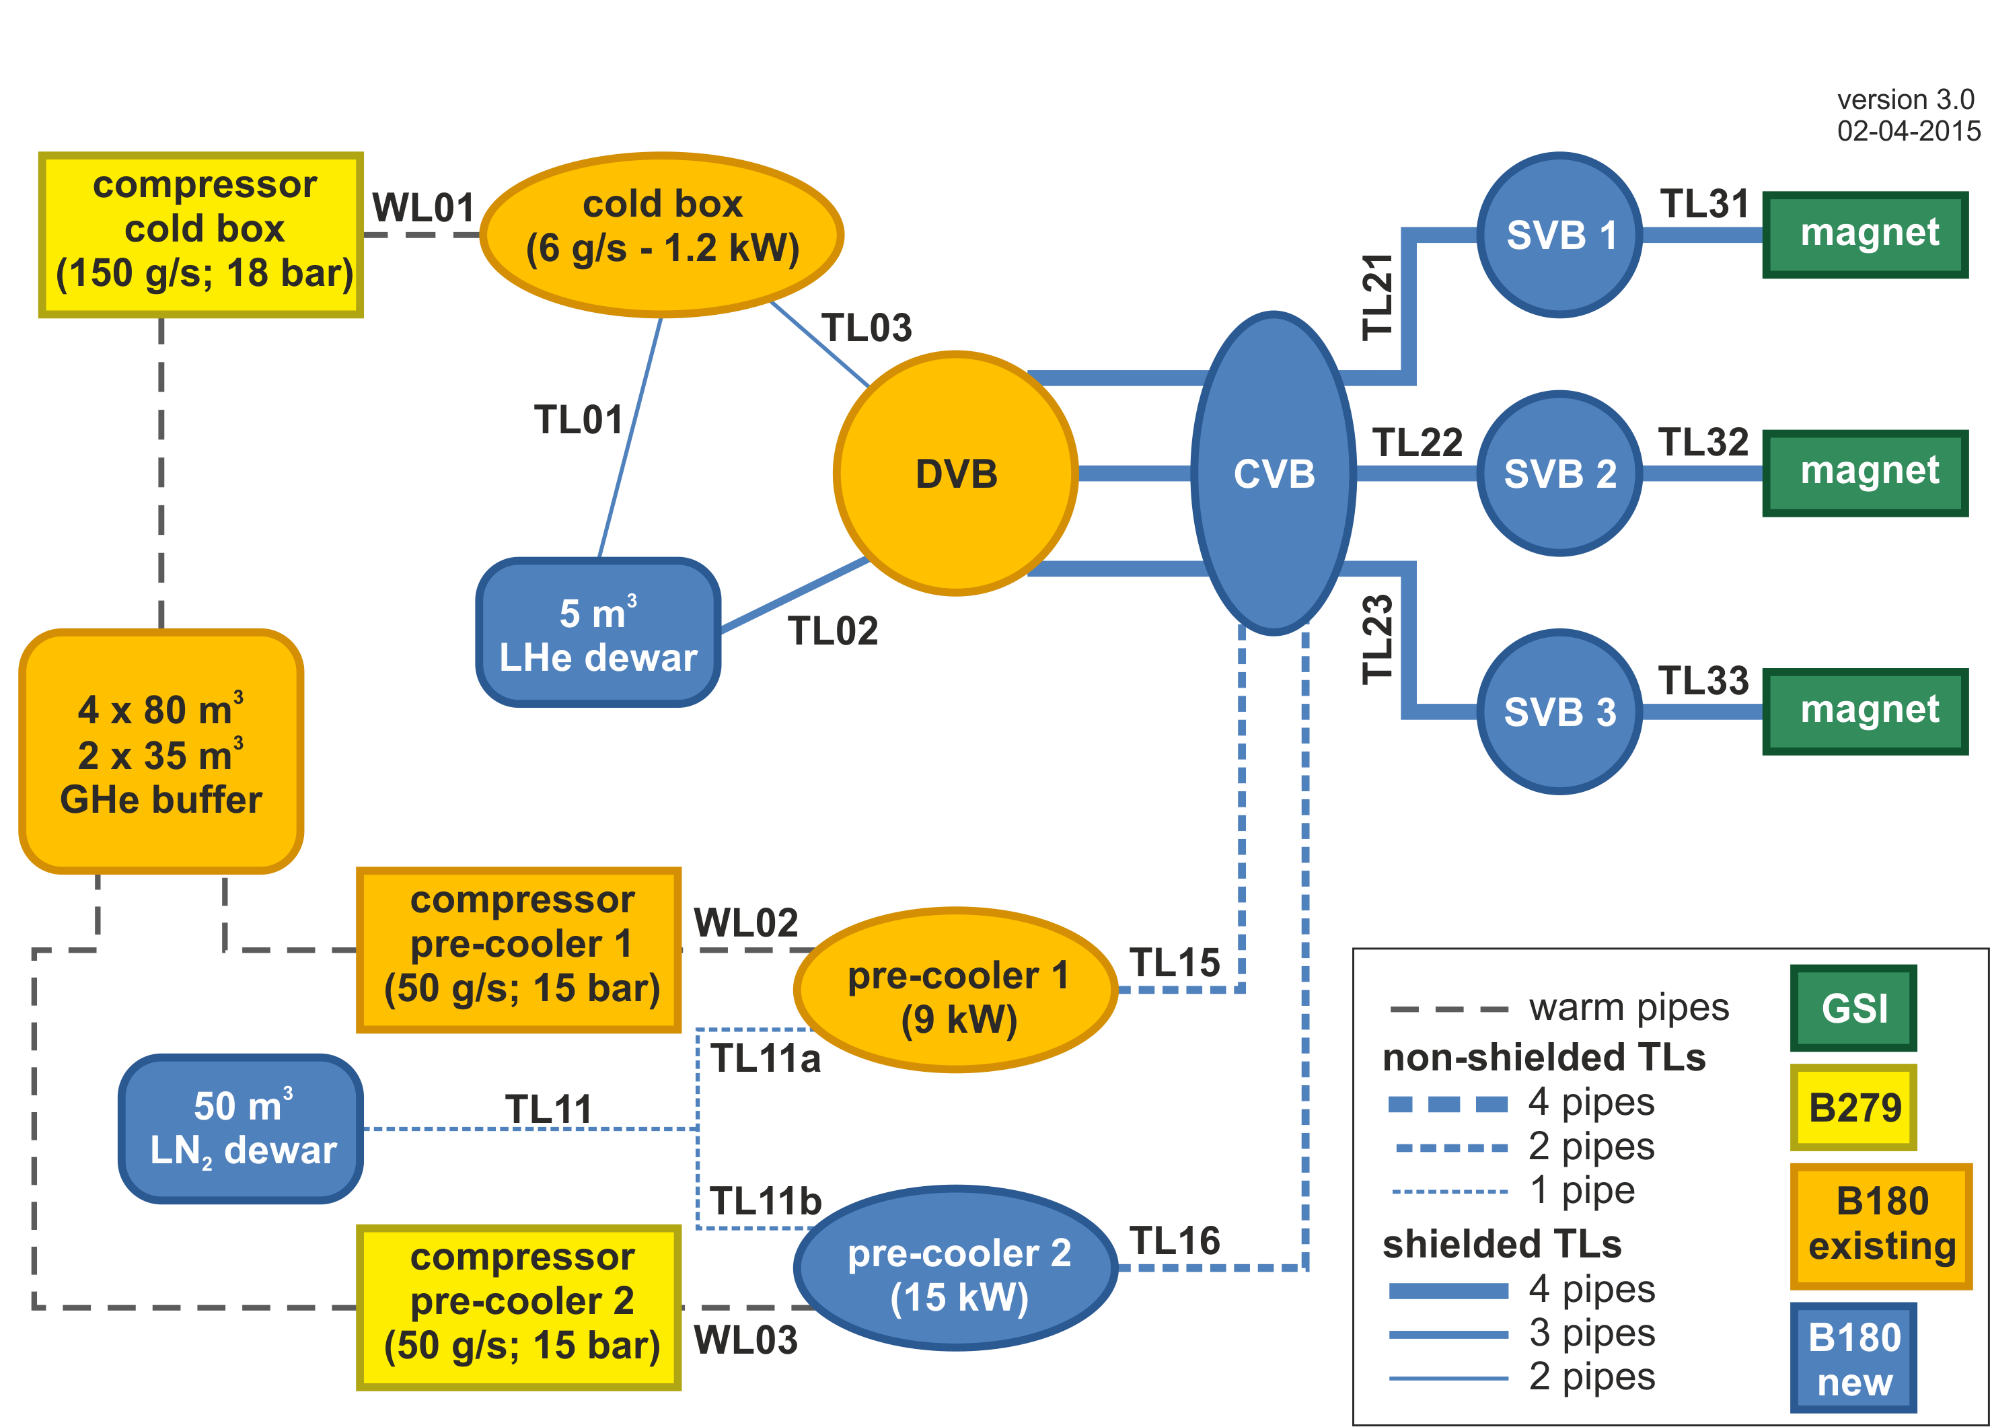 version 3.0
02-04-2015
compressor
cold box
(150 g/s; 18 bar)
WL01
cold box
(6 g/s - 1.2 kW)
TL03
TL01
DVB
CVB
TL21
SVB 1
TL31
magnet
TL22
SVB 2
TL32
magnet
5 m³
LHe dewar
TL02
TL23
SVB 3
TL33
magnet
4 x 80 m³
2 x 35 m³
GHe buffer
compressor
pre-cooler 1
(50 g/s; 15 bar)
WL02
pre-cooler 1
(9 kW)
TL15
TL11a
50 m³
LN₂ dewar
TL11
TL11b
pre-cooler 2
(15 kW)
TL16
compressor
pre-cooler 2
(50 g/s; 15 bar)
WL03
warm pipes
non-shielded TLs
4 pipes
2 pipes
1 pipe
shielded TLs
4 pipes
3 pipes
2 pipes
GSI
B279
B180
existing
B180
new